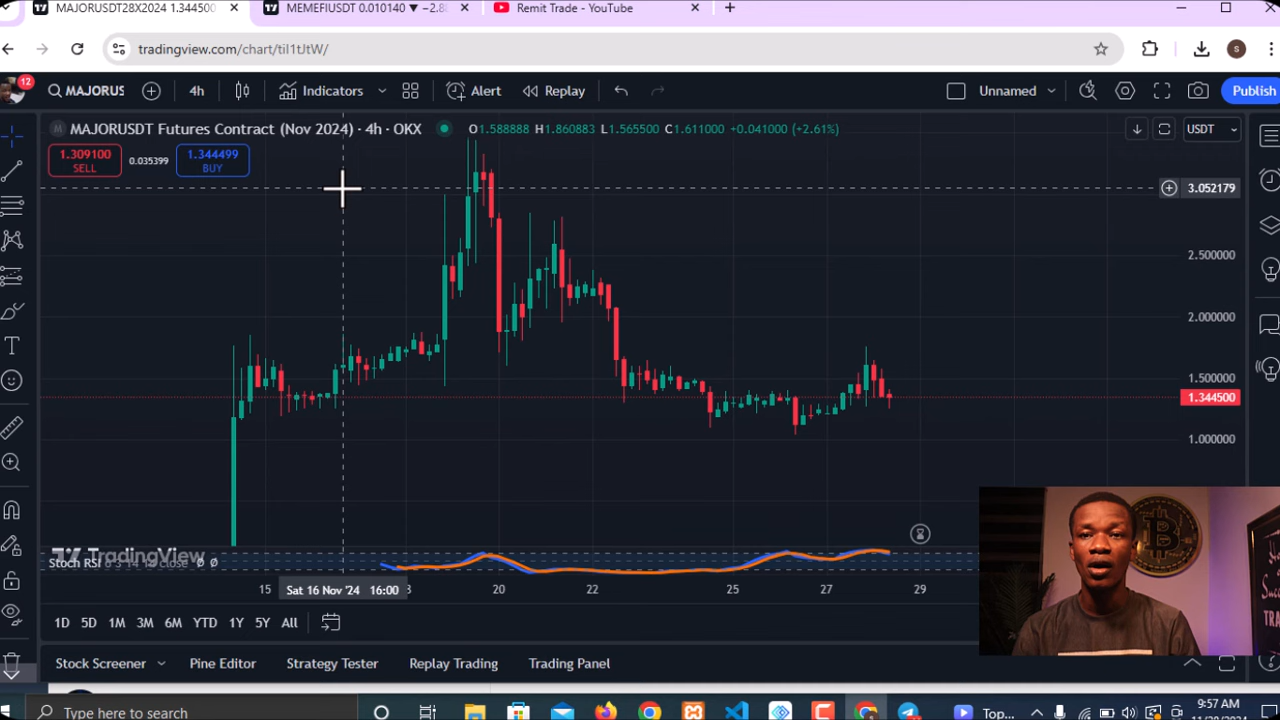 MAJORUSDT28X2024 1.344500
MEMEFIUSDT 0.010140 ▼ −2.8
Remit Trade - YouTube
tradingview.com/chart/til1tJtW/
S
12
MAJORUS
4h
Indicators
Alert
Replay
Unnamed
Publish
M
MAJORUSDT Futures Contract (Nov 2024) · 4h · OKX
O1.588888 H1.860883 L1.565500 C1.611000 +0.041000 (+2.61%)
USDT
1.309100
SELL
0.035399
1.344499
BUY
3.052179
2.500000
2.000000
1.500000
1.344500
1.000000
TradingView
Stoch RSI
close Ø Ø
15
Sat 16 Nov '24 16:00
8
20
22
25
27
29
1D 5D 1M 3M 6M YTD 1Y 5Y All
Stock Screener
Pine Editor
Strategy Tester
Replay Trading
Trading Panel
Type here to search
Top...
9:57 AM